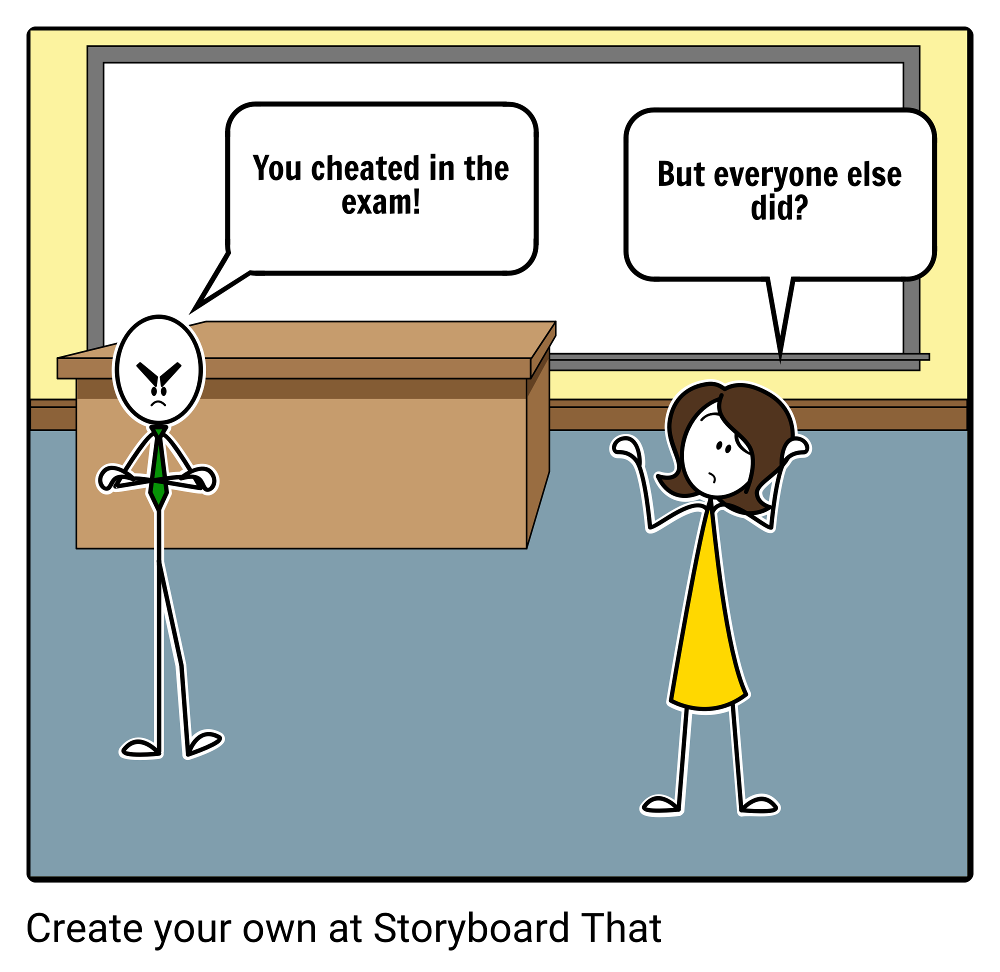 You cheated in the
exam!
But everyone else
did?
Create your own at Storyboard That